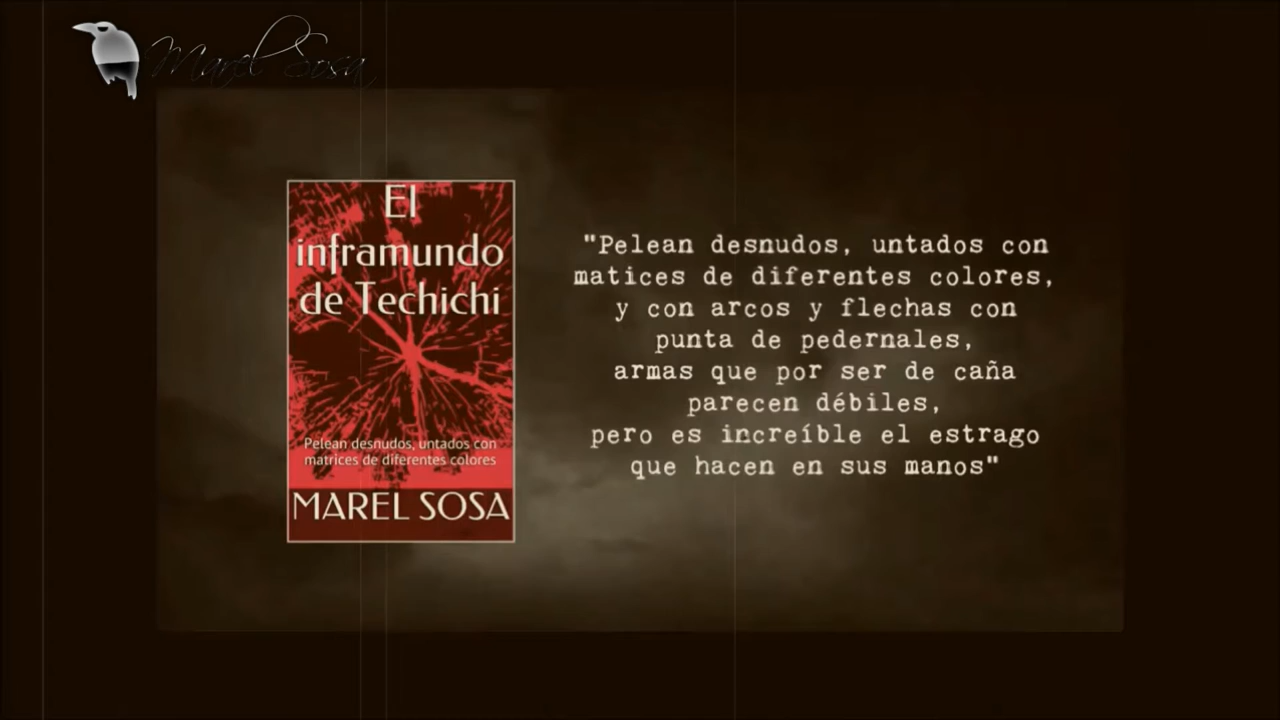 Marel Sosa
El
inframundo
de Techichi
Pelean desnudos, untados con
matrices de diferentes colores
MAREL SOSA
"Pelean desnudos, untados con
matices de diferentes colores,
y con arcos y flechas con
punta de pedernales,
armas que por ser de caña
parecen débiles,
pero es increíble el estrago
que hacen en sus manos"